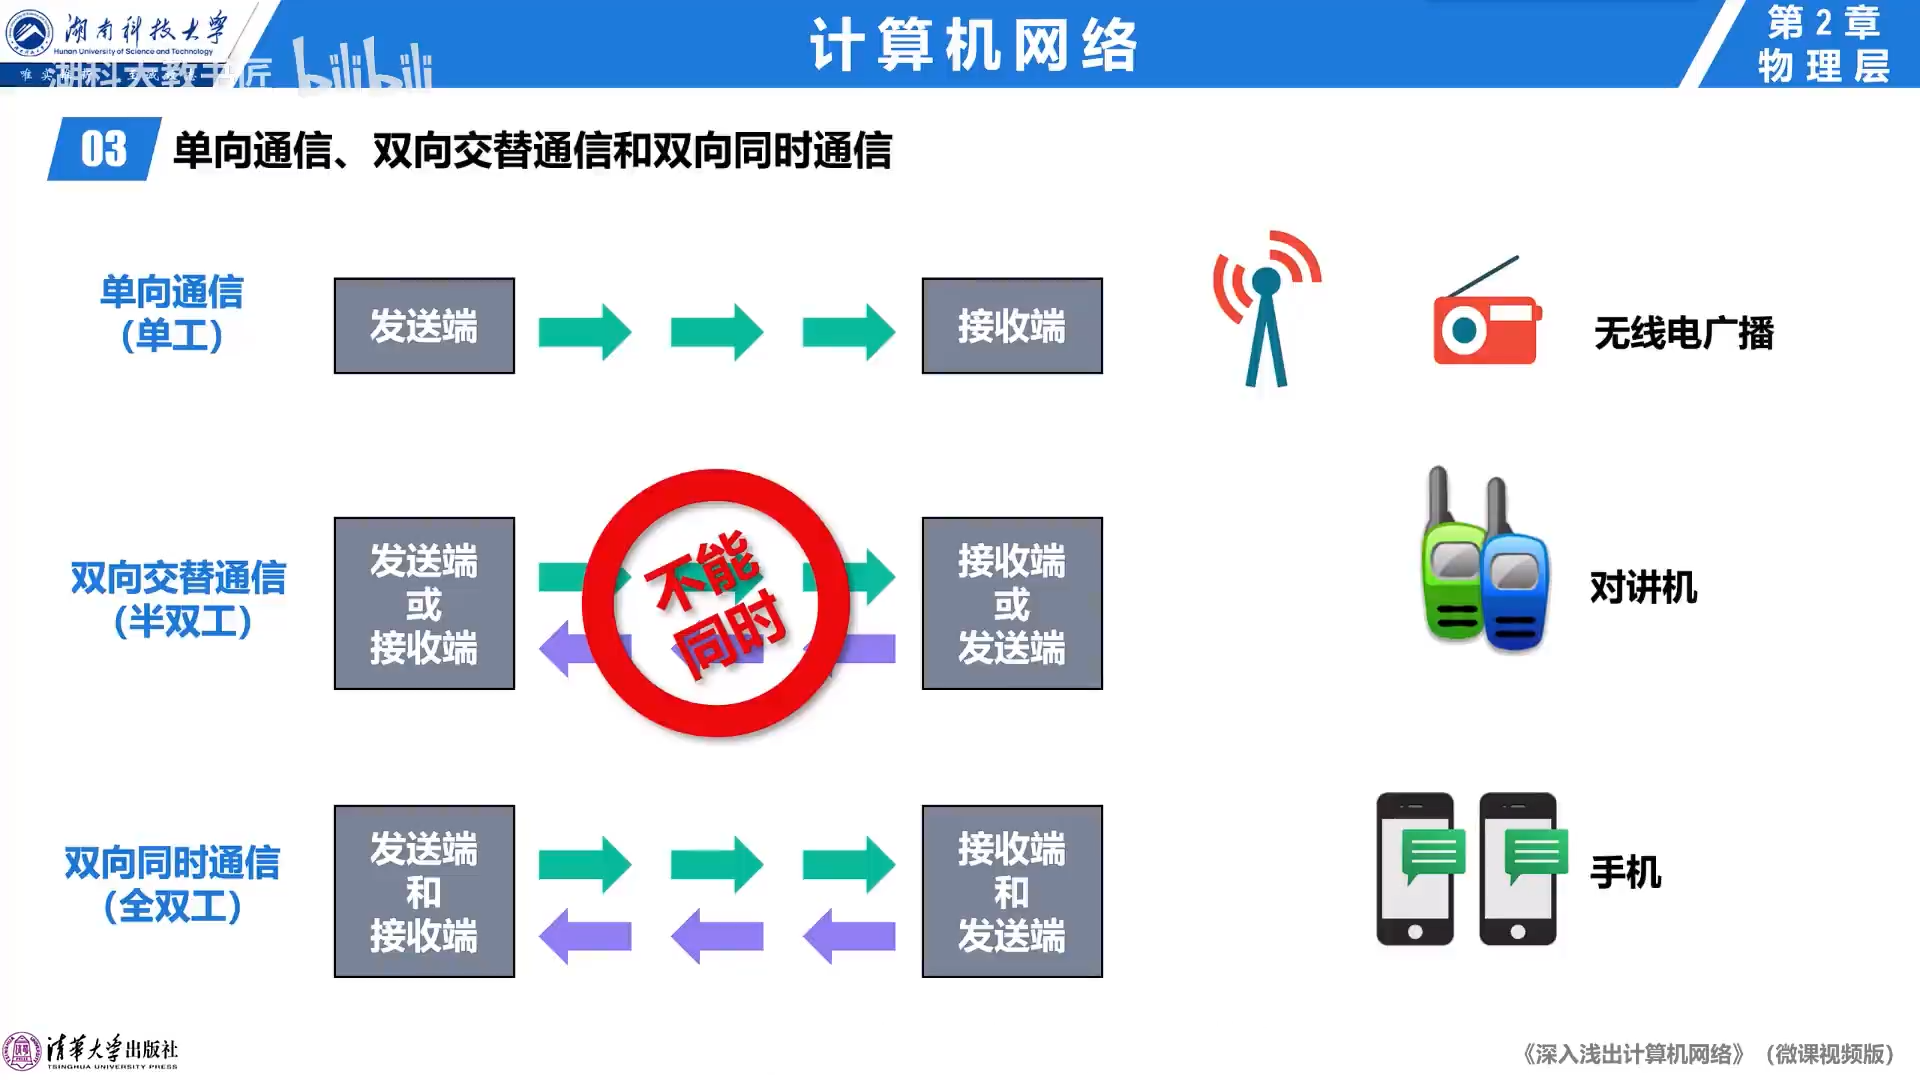 湖南科技大学
Hunan University of Science and Technology
湖科大教书匠
bilibili
计算机网络
第2章
物理层
03
单向通信、双向交替通信和双向同时通信
单向通信
（单工）
发送端
接收端
无线电广播
双向交替通信
（半双工）
发送端
或
接收端
不能
同时
接收端
或
发送端
对讲机
双向同时通信
（全双工）
发送端
和
接收端
接收端
和
发送端
手机
清华大学出版社
TSINGHUA UNIVERSITY PRESS
《深入浅出计算机网络》（微课视频版）